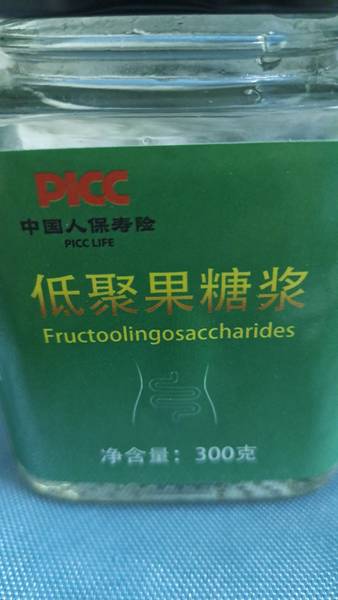 PICC
中国人保寿险
PICC LIFE
低聚果糖浆
Fructoolingosaccharides
净含量：300克